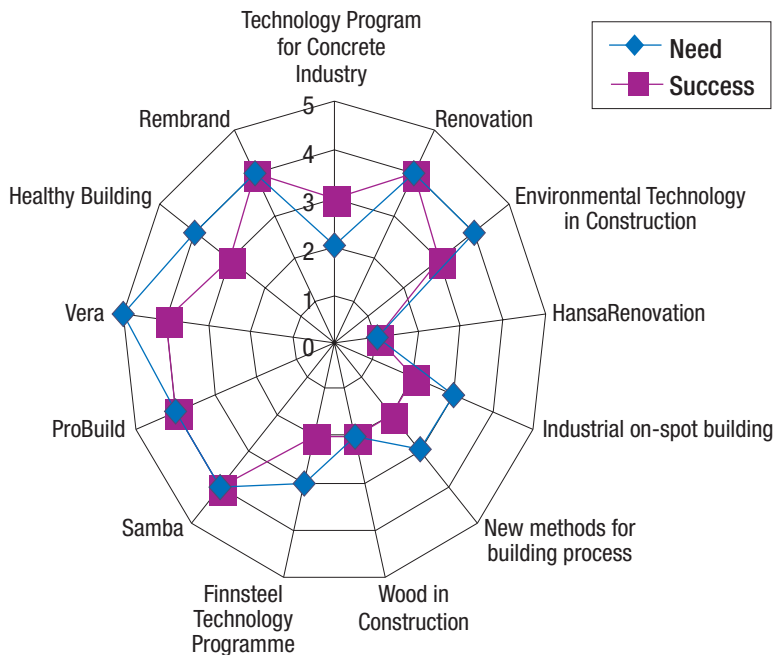 Technology Program
for Concrete
Industry
Need
Success
Renovation
Environmental Technology
in Construction
HansaRenovation
Industrial on-spot building
New methods for
building process
Wood in
Construction
Finnsteel
Technology
Programme
Samba
ProBuild
Vera
Healthy Building
Rembrand
5
4
3
2
1
0